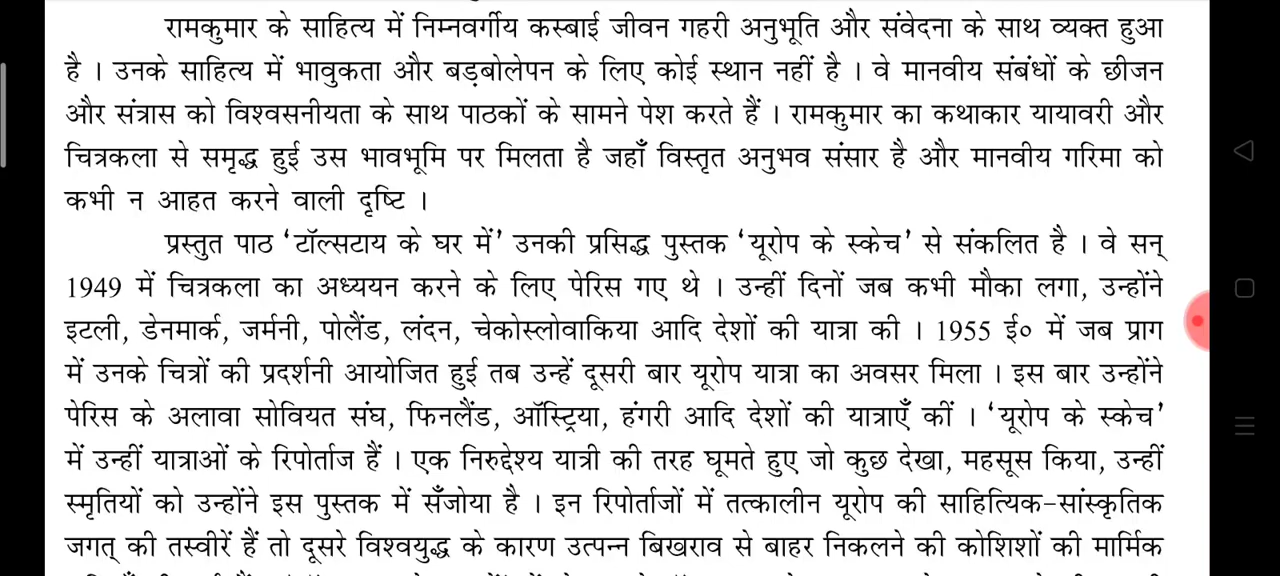 रामकुमार के साहित्य में निम्नवर्गीय कस्बाई जीवन गहरी अनुभूति और संवेदना के साथ व्यक्त हुआ
है । उनके साहित्य में भावुकता और बड़बोलेपन के लिए कोई स्थान नहीं है । वे मानवीय संबंधों के छीजन
और संत्रास को विश्वसनीयता के साथ पाठकों के सामने पेश करते हैं । रामकुमार का कथाकार यायावरी और
चित्रकला से समृद्ध हुई उस भावभूमि पर मिलता है जहाँ विस्तृत अनुभव संसार है और मानवीय गरिमा को
कभी न आहत करने वाली दृष्टि ।
प्रस्तुत पाठ ‘टॉल्सटाय के घर में’ उनकी प्रसिद्ध पुस्तक ‘यूरोप के स्केच’ से संकलित है । वे सन्
1949 में चित्रकला का अध्ययन करने के लिए पेरिस गए थे । उन्हीं दिनों जब कभी मौका लगा, उन्होंने
इटली, डेनमार्क, जर्मनी, पोलैंड, लंदन, चेकोस्लोवाकिया आदि देशों की यात्रा की । 1955 ई० में जब प्राग
में उनके चित्रों की प्रदर्शनी आयोजित हुई तब उन्हें दूसरी बार यूरोप यात्रा का अवसर मिला । इस बार उन्होंने
पेरिस के अलावा सोवियत संघ, फिनलैंड, ऑस्ट्रिया, हंगरी आदि देशों की यात्राएँ कीं । ‘यूरोप के स्केच’
में उन्हीं यात्राओं के रिपोर्ताज हैं । एक निरुद्देश्य यात्री की तरह घूमते हुए जो कुछ देखा, महसूस किया, उन्हीं
स्मृतियों को उन्होंने इस पुस्तक में सँजोया है । इन रिपोर्ताजों में तत्कालीन यूरोप की साहित्यिक-सांस्कृतिक
जगत् की तस्वीरें हैं तो दूसरे विश्वयुद्ध के कारण उत्पन्न बिखराव से बाहर निकलने की कोशिशों की मार्मिक